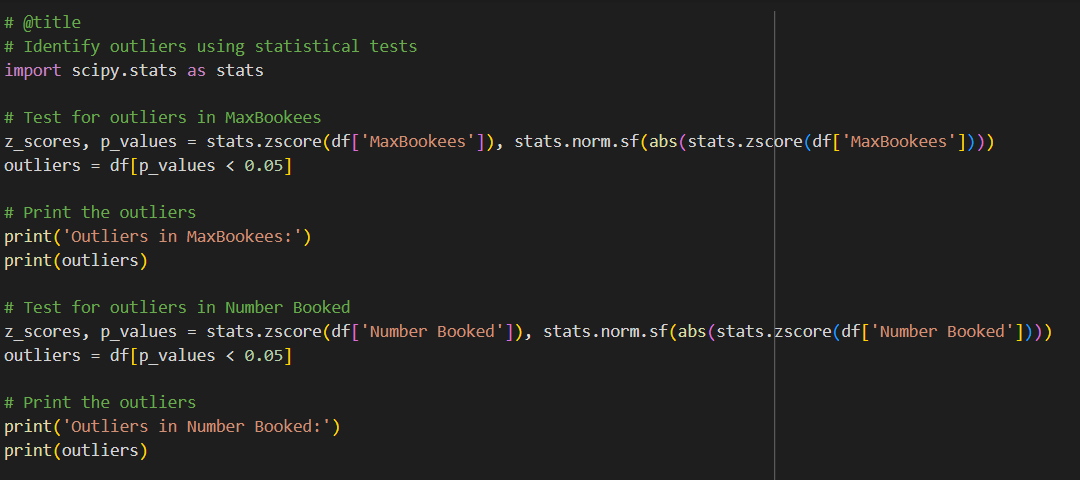 # @title
# Identify outliers using statistical tests
import scipy.stats as stats
# Test for outliers in MaxBookees
z_scores, p_values = stats.zscore(df['MaxBookees']), stats.norm.sf(abs(stats.zscore(df['MaxBookees'])))
outliers = df[p_values < 0.05]
# Print the outliers
print('Outliers in MaxBookees:')
print(outliers)
# Test for outliers in Number Booked
z_scores, p_values = stats.zscore(df['Number Booked']), stats.norm.sf(abs(stats.zscore(df['Number Booked'])))
outliers = df[p_values < 0.05]
# Print the outliers
print('Outliers in Number Booked:')
print(outliers)